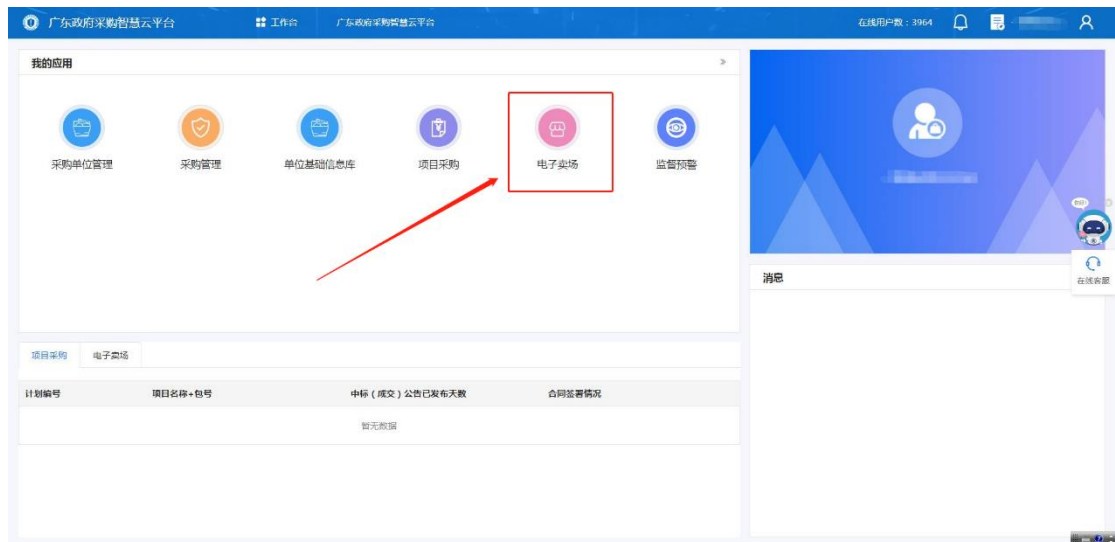 广东政府采购智慧云平台
工作台
广东政府采购智慧云平台
在线用户数：3964
我的应用
采购单位管理
采购管理
单位基础信息库
项目采购
电子卖场
监督预警
消息
在线客服
项目采购
电子卖场
计划编号
项目名称+包号
中标（成交）公告已发布天数
合同签署情况
暂无数据